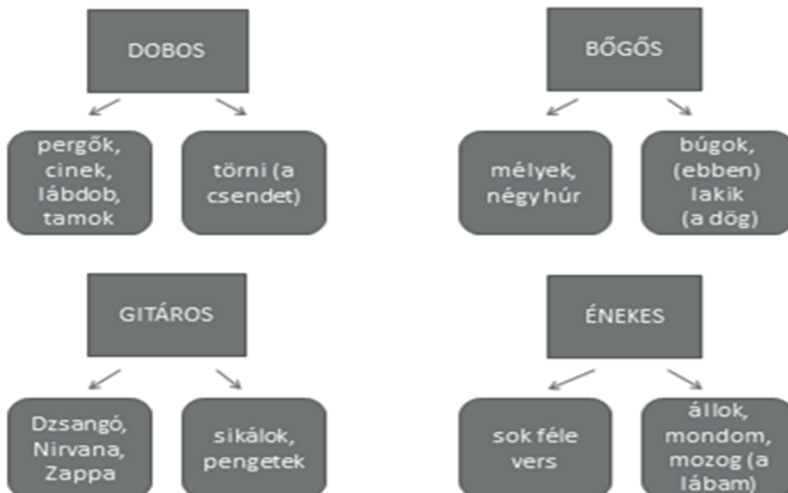 DOBOS
pergők,
cinek,
lábdob,
tamok
törni (a
csendet)
BŐGŐS
mélyek,
négy húr
búgok,
(ebben)
lakik
(a dög)
GITÁROS
Dzsangó,
Nirvana,
Zappa
sikálok,
pengetek
ÉNEKES
sok féle
vers
állok,
mondom,
mozog (a
lábam)